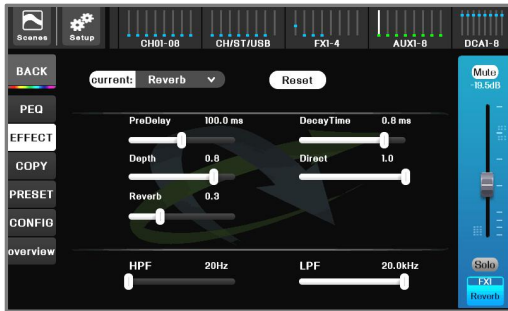 Scenes
Setup
CH01-08
CH/ST/USB
FX1-4
AUX1-8
DCA1-8
BACK
current: Reverb
Reset
Mute
-19.5dB
PEQ
PreDelay 100.0 ms
DecayTime 0.8 ms
EFFECT
Depth 0.8
Direct 1.0
COPY
PRESET
Reverb 0.3
CONFIG
overview
HPF 20Hz
LPF 20.0kHz
Solo
FX1
Reverb